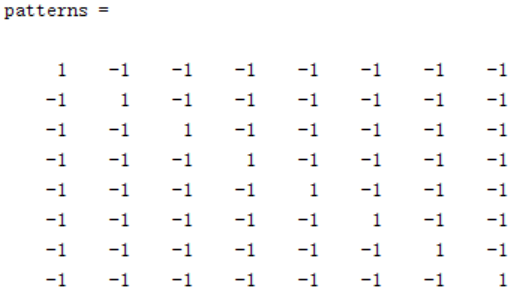 patterns =
1 -1 -1 -1 -1 -1 -1 -1
-1 1 -1 -1 -1 -1 -1 -1
-1 -1 1 -1 -1 -1 -1 -1
-1 -1 -1 1 -1 -1 -1 -1
-1 -1 -1 -1 1 -1 -1 -1
-1 -1 -1 -1 -1 1 -1 -1
-1 -1 -1 -1 -1 -1 1 -1
-1 -1 -1 -1 -1 -1 -1 1